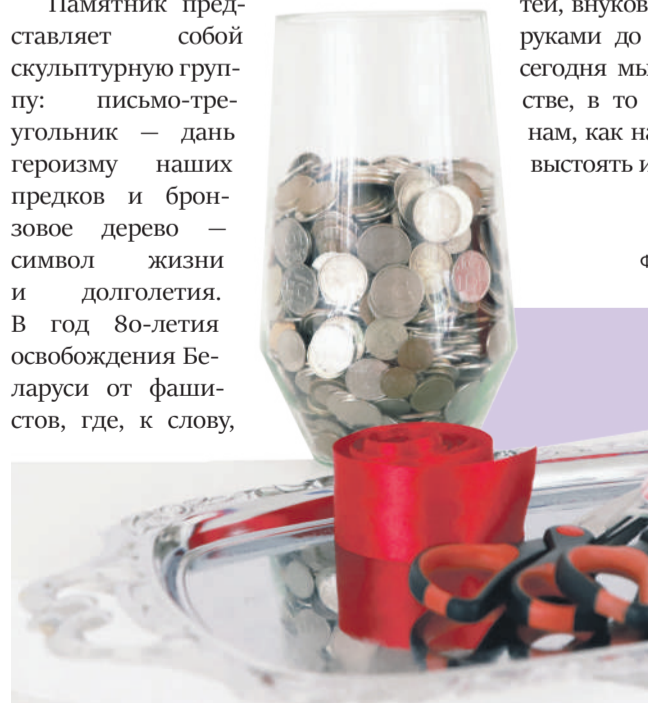 Памятник пред-
ставляет собой
скульптурную груп-
пу: письмо-тре-
угольник — дань
героизму наших
предков и брон-
зовое дерево —
символ жизни
и долголетия.
В год 80-летия
освобождения Бе-
ларуси от фаши-
стов, где, к слову,
тей, внуков
руками до
сегодня мы
стве, в то
нам, как на
выстоять и
Ф